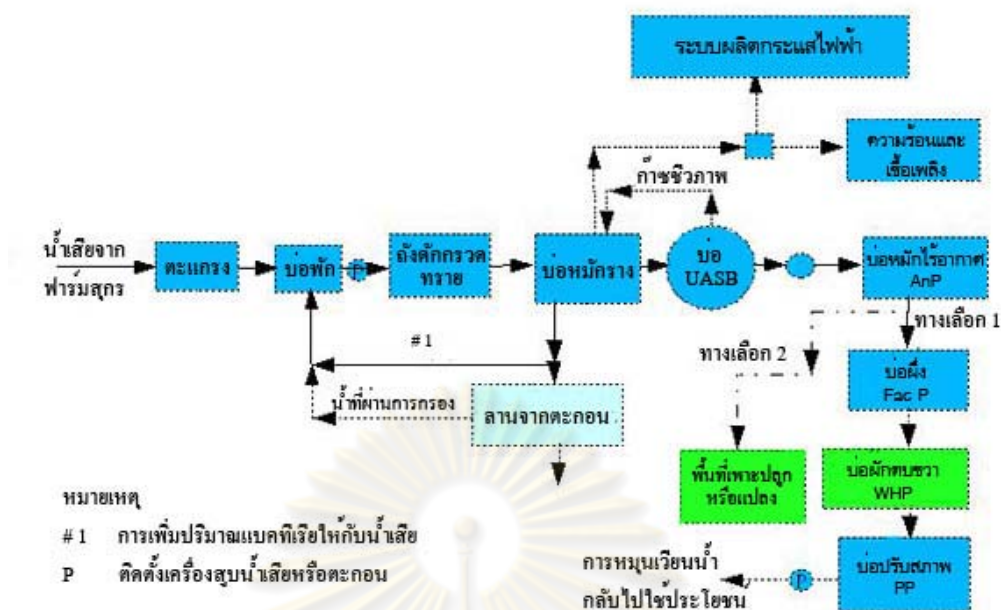 ระบบผลิตกระแสไฟฟ้า
ความร้อนและ
เชื้อเพลิง
ก๊าซชีวภาพ
น้ำเสียจาก
ฟาร์มสุกร
ตะแกรง
บ่อพัก
P
ถังดักกรวด
ทราย
บ่อหมักราง
บ่อ
UASB
บ่อหมักไร้อากาศ
AnP
ทางเลือก 1
ทางเลือก 2
# 1
บ่อผึ่ง
Fac P
น้ำที่ผ่านการกรอง
ลานจากตะกอน
พื้นที่เพาะปลูก
หรือแปลง
บ่อผักตบชวา
WHP
หมายเหตุ
# 1 การเพิ่มปริมาณแบคทีเรียให้กับน้ำเสีย
P ติดตั้งเครื่องสูบน้ำเสียหรือตะกอน
การหมุนเวียนน้ำ
กลับไปใช้ประโยชน์
P
บ่อปรับสภาพ
PP